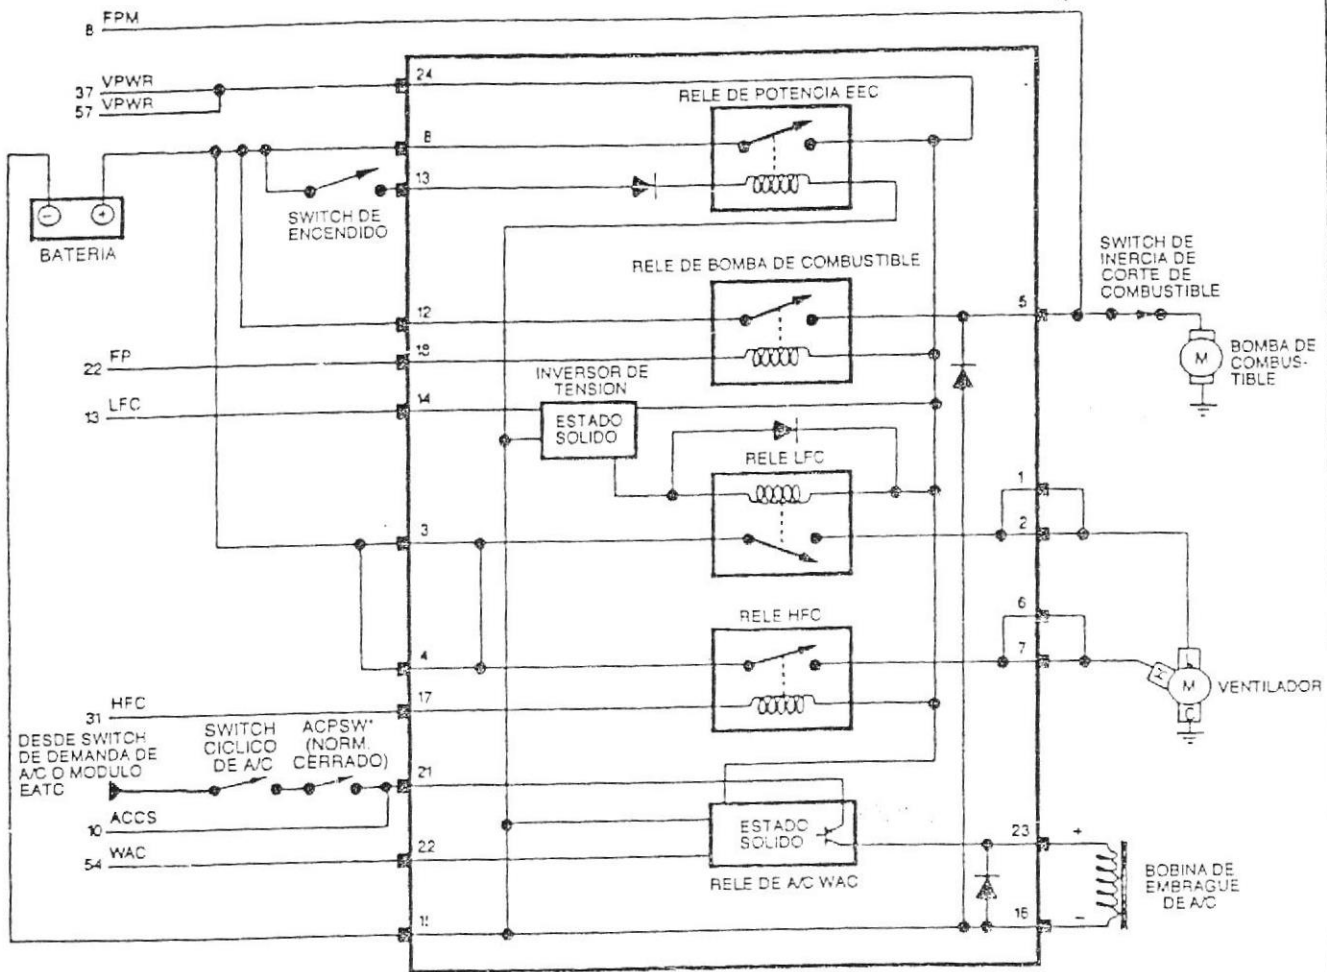 8 FPM
37 VPWR
57 VPWR
24
RELE DE POTENCIA EEC
8
13
SWITCH DE
ENCENDIDO
BATERIA
RELE DE BOMBA DE COMBUSTIBLE
SWITCH DE
INERCIA DE
CORTE DE
COMBUSTIBLE
5
12
M
BOMBA DE
COMBUS-
TIBLE
22 FP
18
INVERSOR DE
TENSION
13 LFC
14
ESTADO
SOLIDO
RELE LFC
1
3
2
RELE HFC
6
4
7
L
H
M
C
VENTILADOR
31 HFC
17
DESDE SWITCH
DE DEMANDA DE
A/C O MODULO
EATC
SWITCH
CICLICO
DE A/C
ACPSW*
(NORM.
CERRADO)
21
10 ACCS
ESTADO
SOLIDO
23
+
54 WAC
22
RELE DE A/C WAC
BOBINA DE
EMBRAGUE
DE A/C
16
-
11